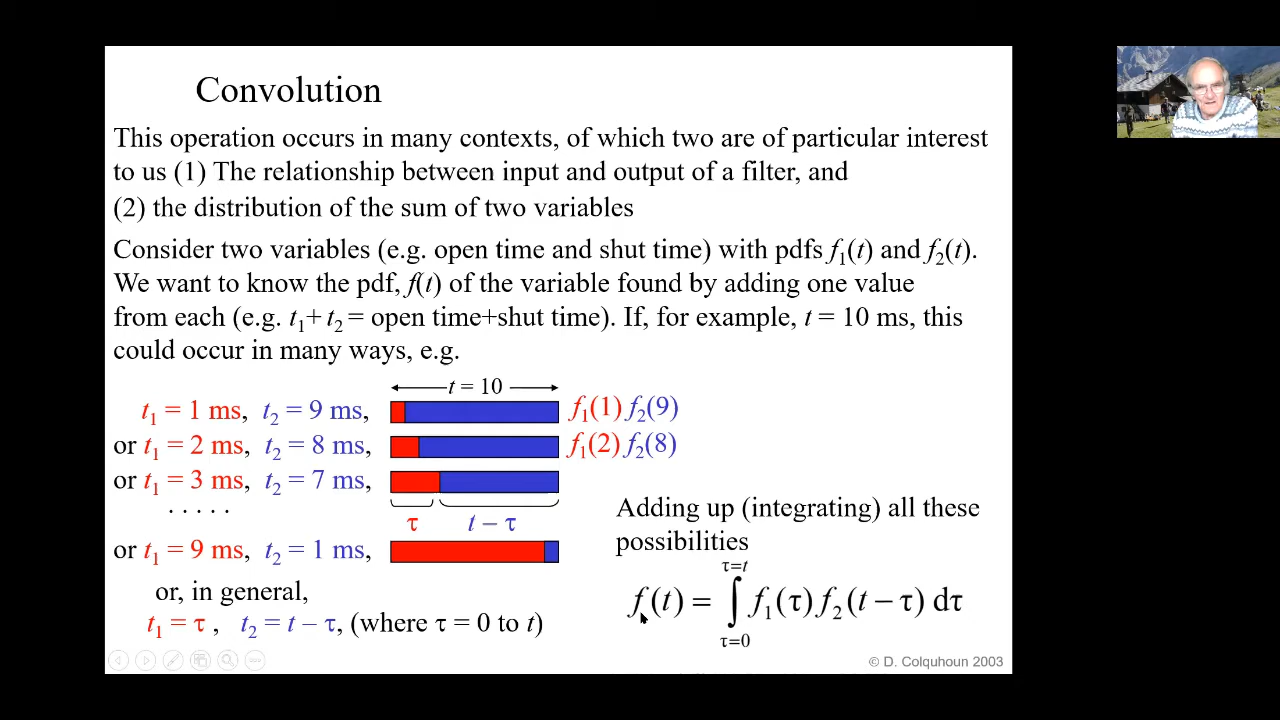 Convolution
This operation occurs in many contexts, of which two are of particular interest
to us (1) The relationship between input and output of a filter, and
(2) the distribution of the sum of two variables
Consider two variables (e.g. open time and shut time) with pdfs f₁(t) and f₂(t).
We want to know the pdf, f(t) of the variable found by adding one value
from each (e.g. t₁+ t₂ = open time+shut time). If, for example, t = 10 ms, this
could occur in many ways, e.g.
t = 10
t₁ = 1 ms, t₂ = 9 ms, f₁(1) f₂(9)
or t₁ = 2 ms, t₂ = 8 ms, f₁(2) f₂(8)
or t₁ = 3 ms, t₂ = 7 ms,
. . . . .
τ t – τ
or t₁ = 9 ms, t₂ = 1 ms,
or, in general,
t₁ = τ , t₂ = t – τ, (where τ = 0 to t)
Adding up (integrating) all these
possibilities
τ=t
f(t) = ∫ f₁(τ) f₂(t – τ) dτ
τ=0
© D. Colquhoun 2003